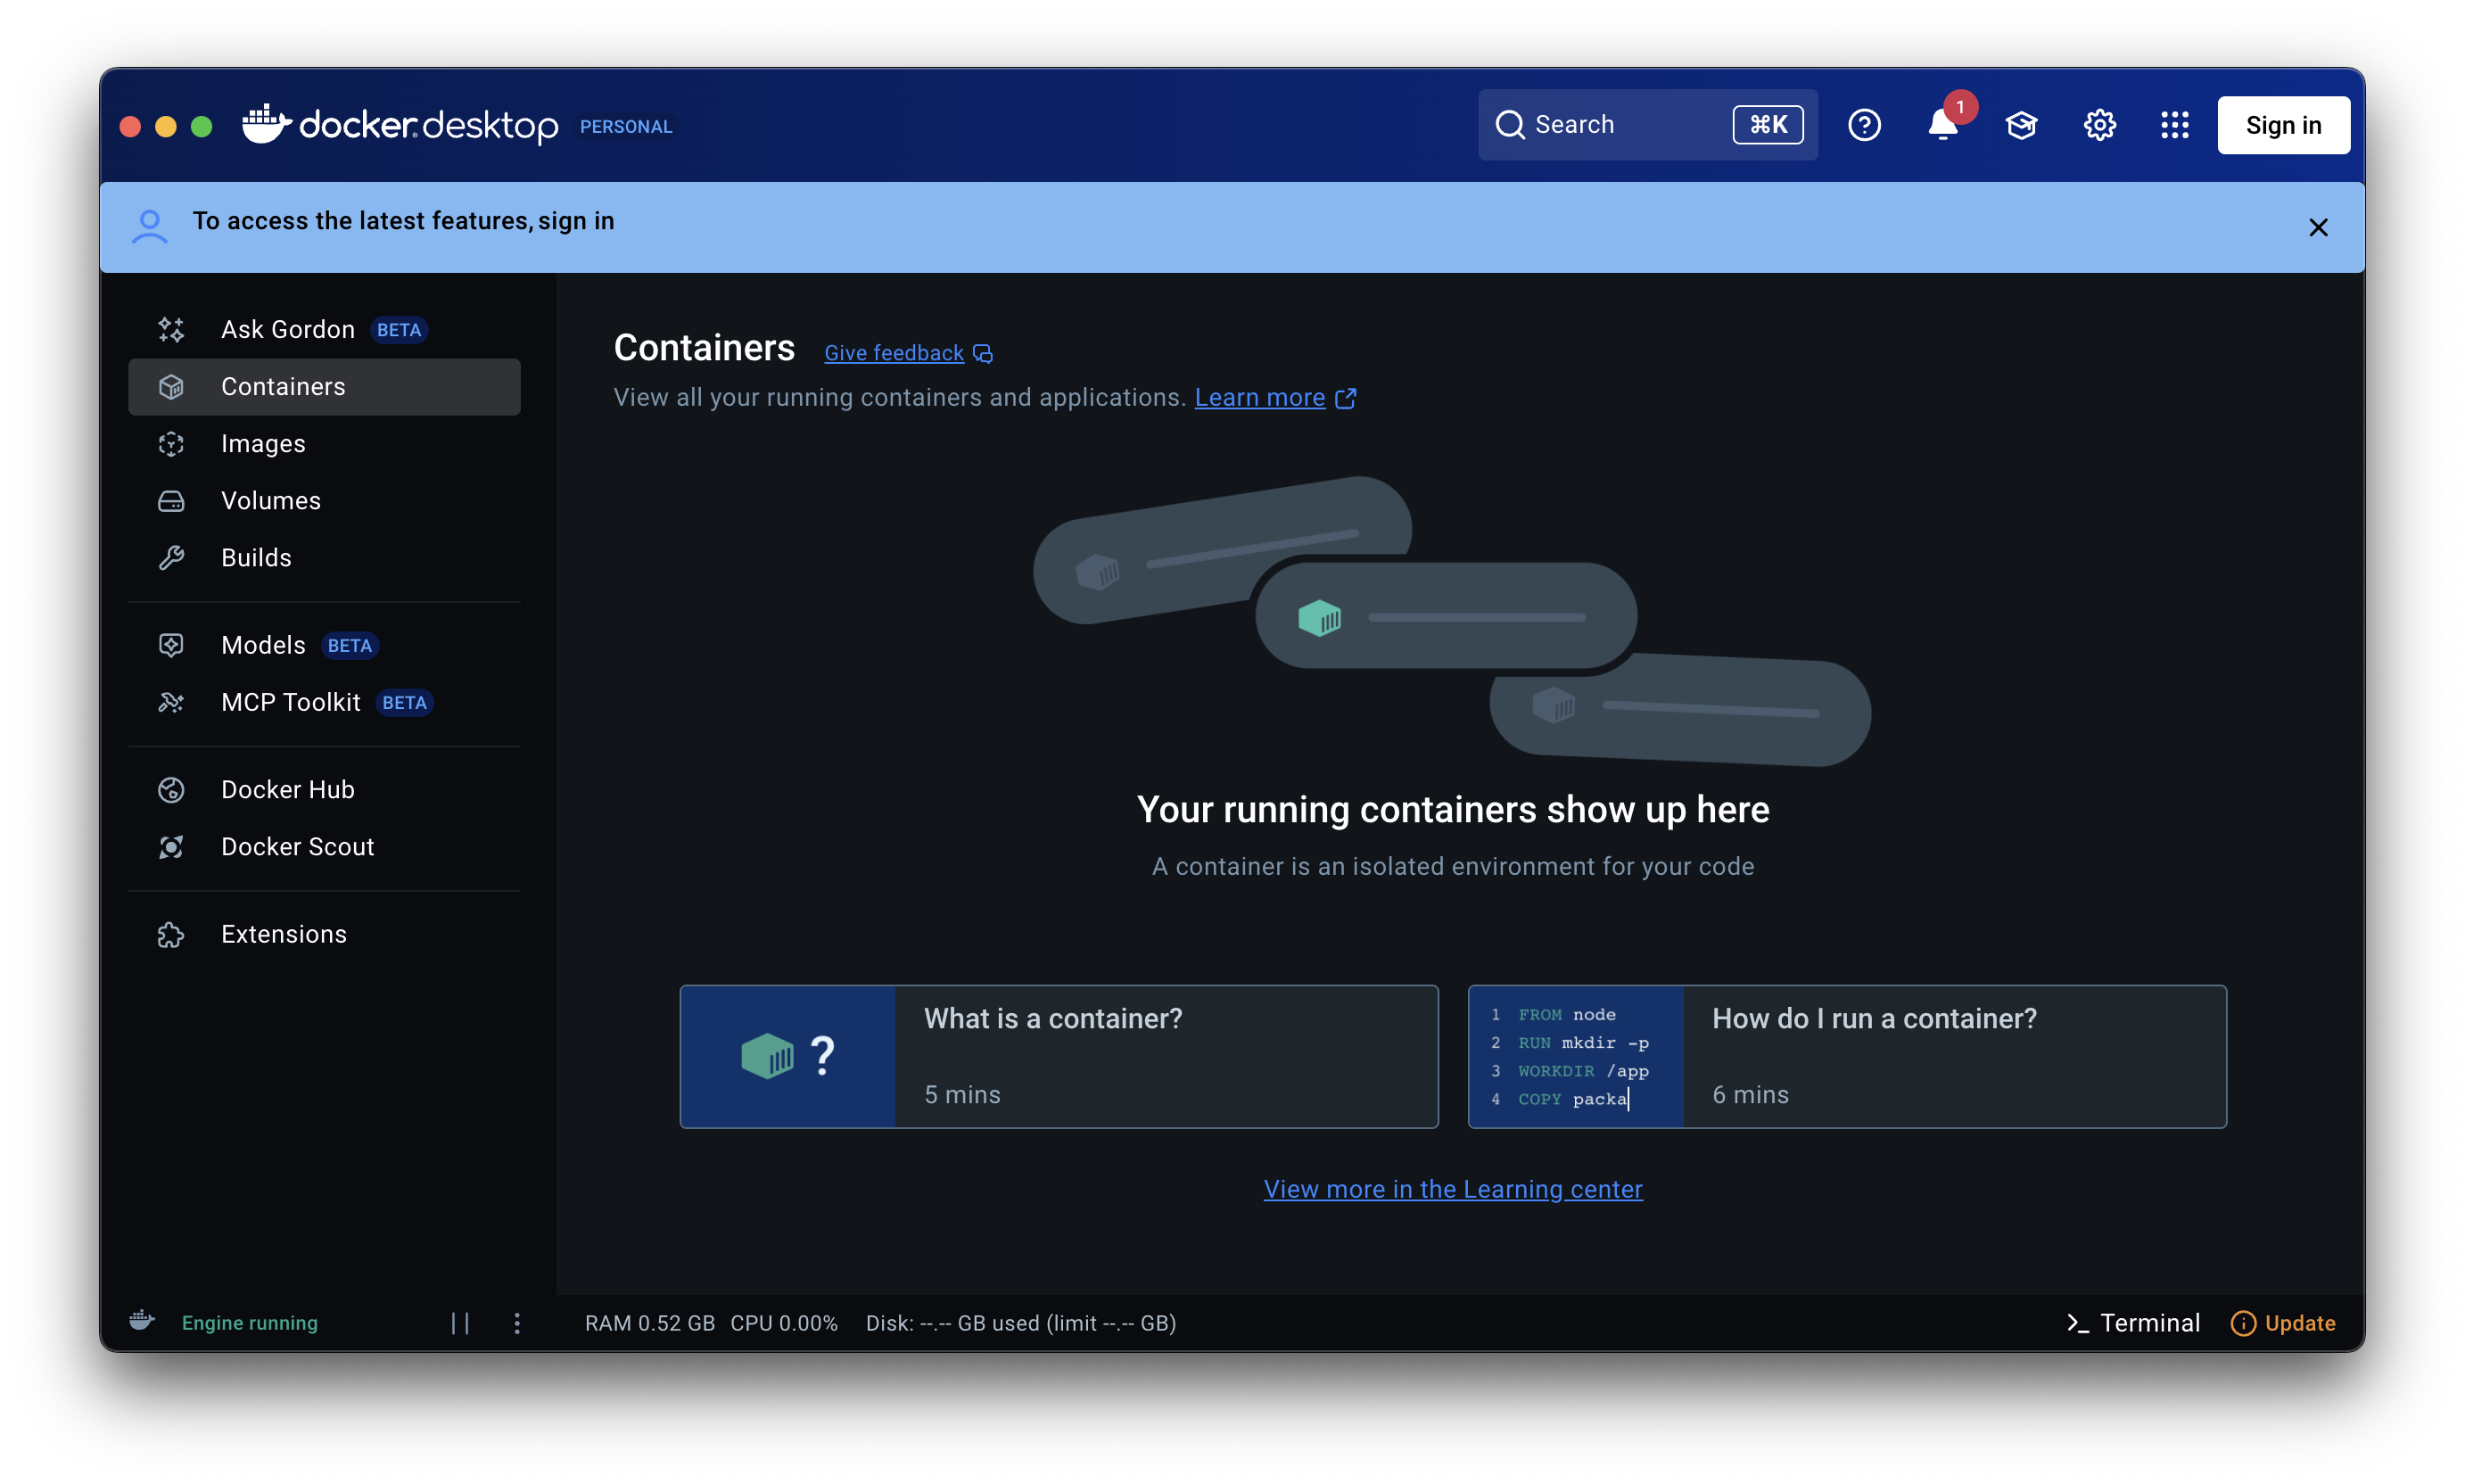 docker desktop PERSONAL
Search ⌘K
1
Sign in
To access the latest features, sign in
Ask Gordon BETA
Containers
Images
Volumes
Builds
Models BETA
MCP Toolkit BETA
Docker Hub
Docker Scout
Extensions
Containers Give feedback
View all your running containers and applications. Learn more
Your running containers show up here
A container is an isolated environment for your code
?
What is a container?
5 mins
1 FROM node
2 RUN mkdir -p
3 WORKDIR /app
4 COPY packa
How do I run a container?
6 mins
View more in the Learning center
Engine running
RAM 0.52 GB CPU 0.00% Disk: --.-- GB used (limit --.-- GB)
>_ Terminal
Update